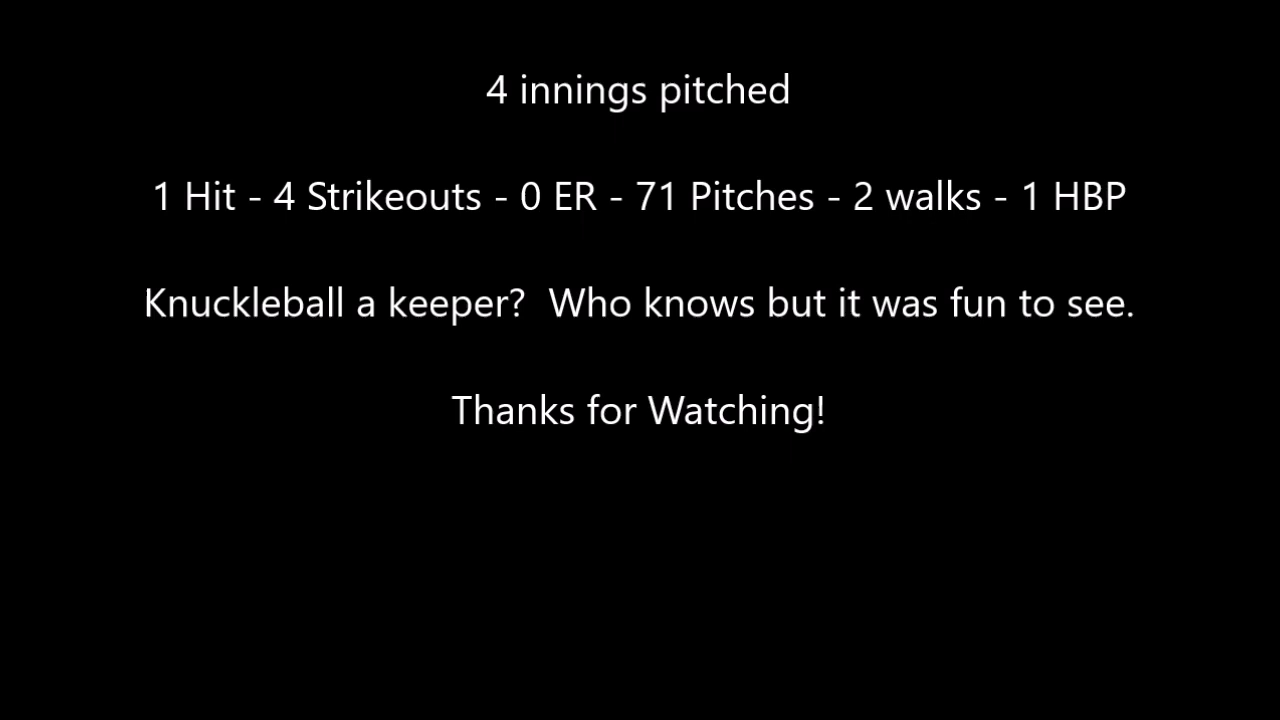 4 innings pitched
1 Hit - 4 Strikeouts - 0 ER - 71 Pitches - 2 walks - 1 HBP
Knuckleball a keeper?  Who knows but it was fun to see.
Thanks for Watching!